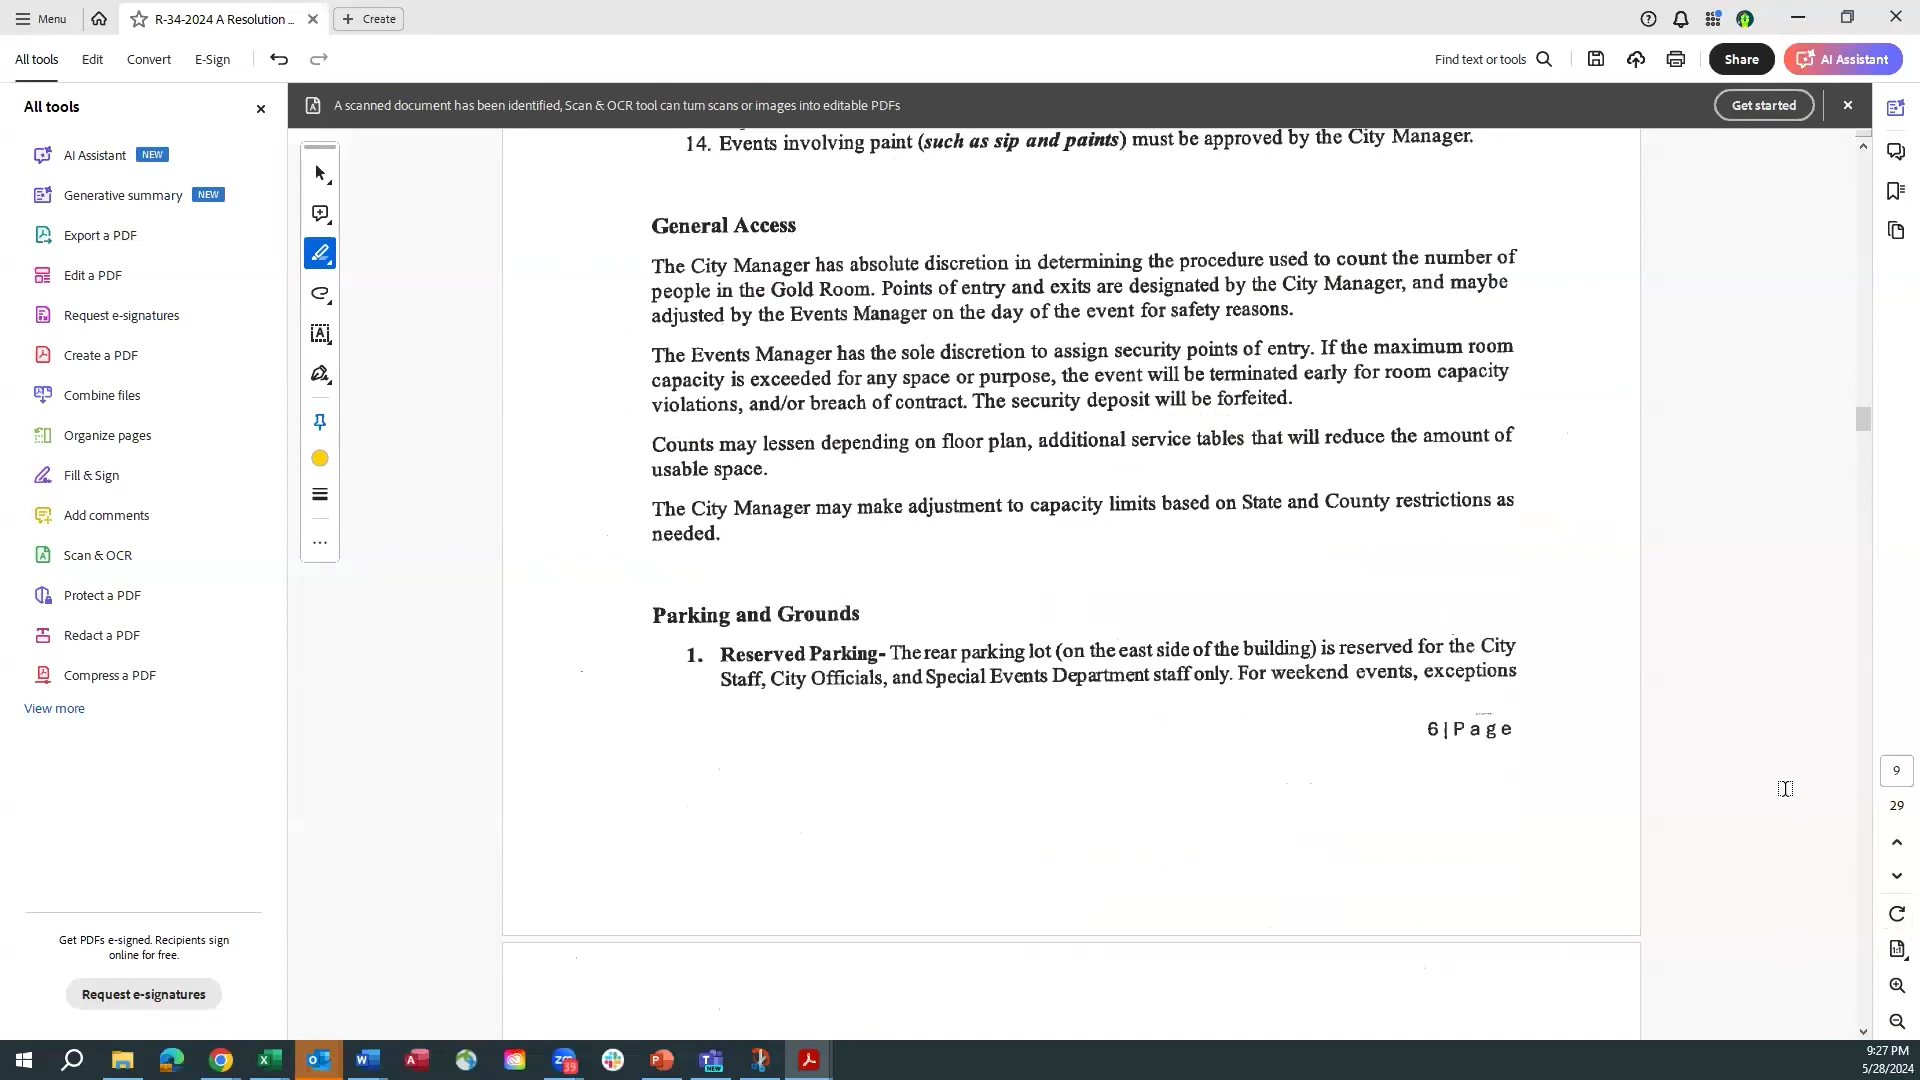 Menu
R-34-2024 A Resolution ...
Create
All tools
Edit
Convert
E-Sign
Find text or tools
Share
AI Assistant
All tools
A scanned document has been identified, Scan & OCR tool can turn scans or images into editable PDFs
Get started
AI Assistant NEW
Generative summary NEW
Export a PDF
Edit a PDF
Request e-signatures
Create a PDF
Combine files
Organize pages
Fill & Sign
Add comments
Scan & OCR
Protect a PDF
Redact a PDF
Compress a PDF
View more
Get PDFs e-signed. Recipients sign
online for free.
Request e-signatures
14. Events involving paint (such as sip and paints) must be approved by the City Manager.
General Access
The City Manager has absolute discretion in determining the procedure used to count the number of
people in the Gold Room. Points of entry and exits are designated by the City Manager, and maybe
adjusted by the Events Manager on the day of the event for safety reasons.
The Events Manager has the sole discretion to assign security points of entry. If the maximum room
capacity is exceeded for any space or purpose, the event will be terminated early for room capacity
violations, and/or breach of contract. The security deposit will be forfeited.
Counts may lessen depending on floor plan, additional service tables that will reduce the amount of
usable space.
The City Manager may make adjustment to capacity limits based on State and County restrictions as
needed.
Parking and Grounds
1. Reserved Parking- The rear parking lot (on the east side of the building) is reserved for the City
Staff, City Officials, and Special Events Department staff only. For weekend events, exceptions
6 | P a g e
9
29
9:27 PM
5/28/2024